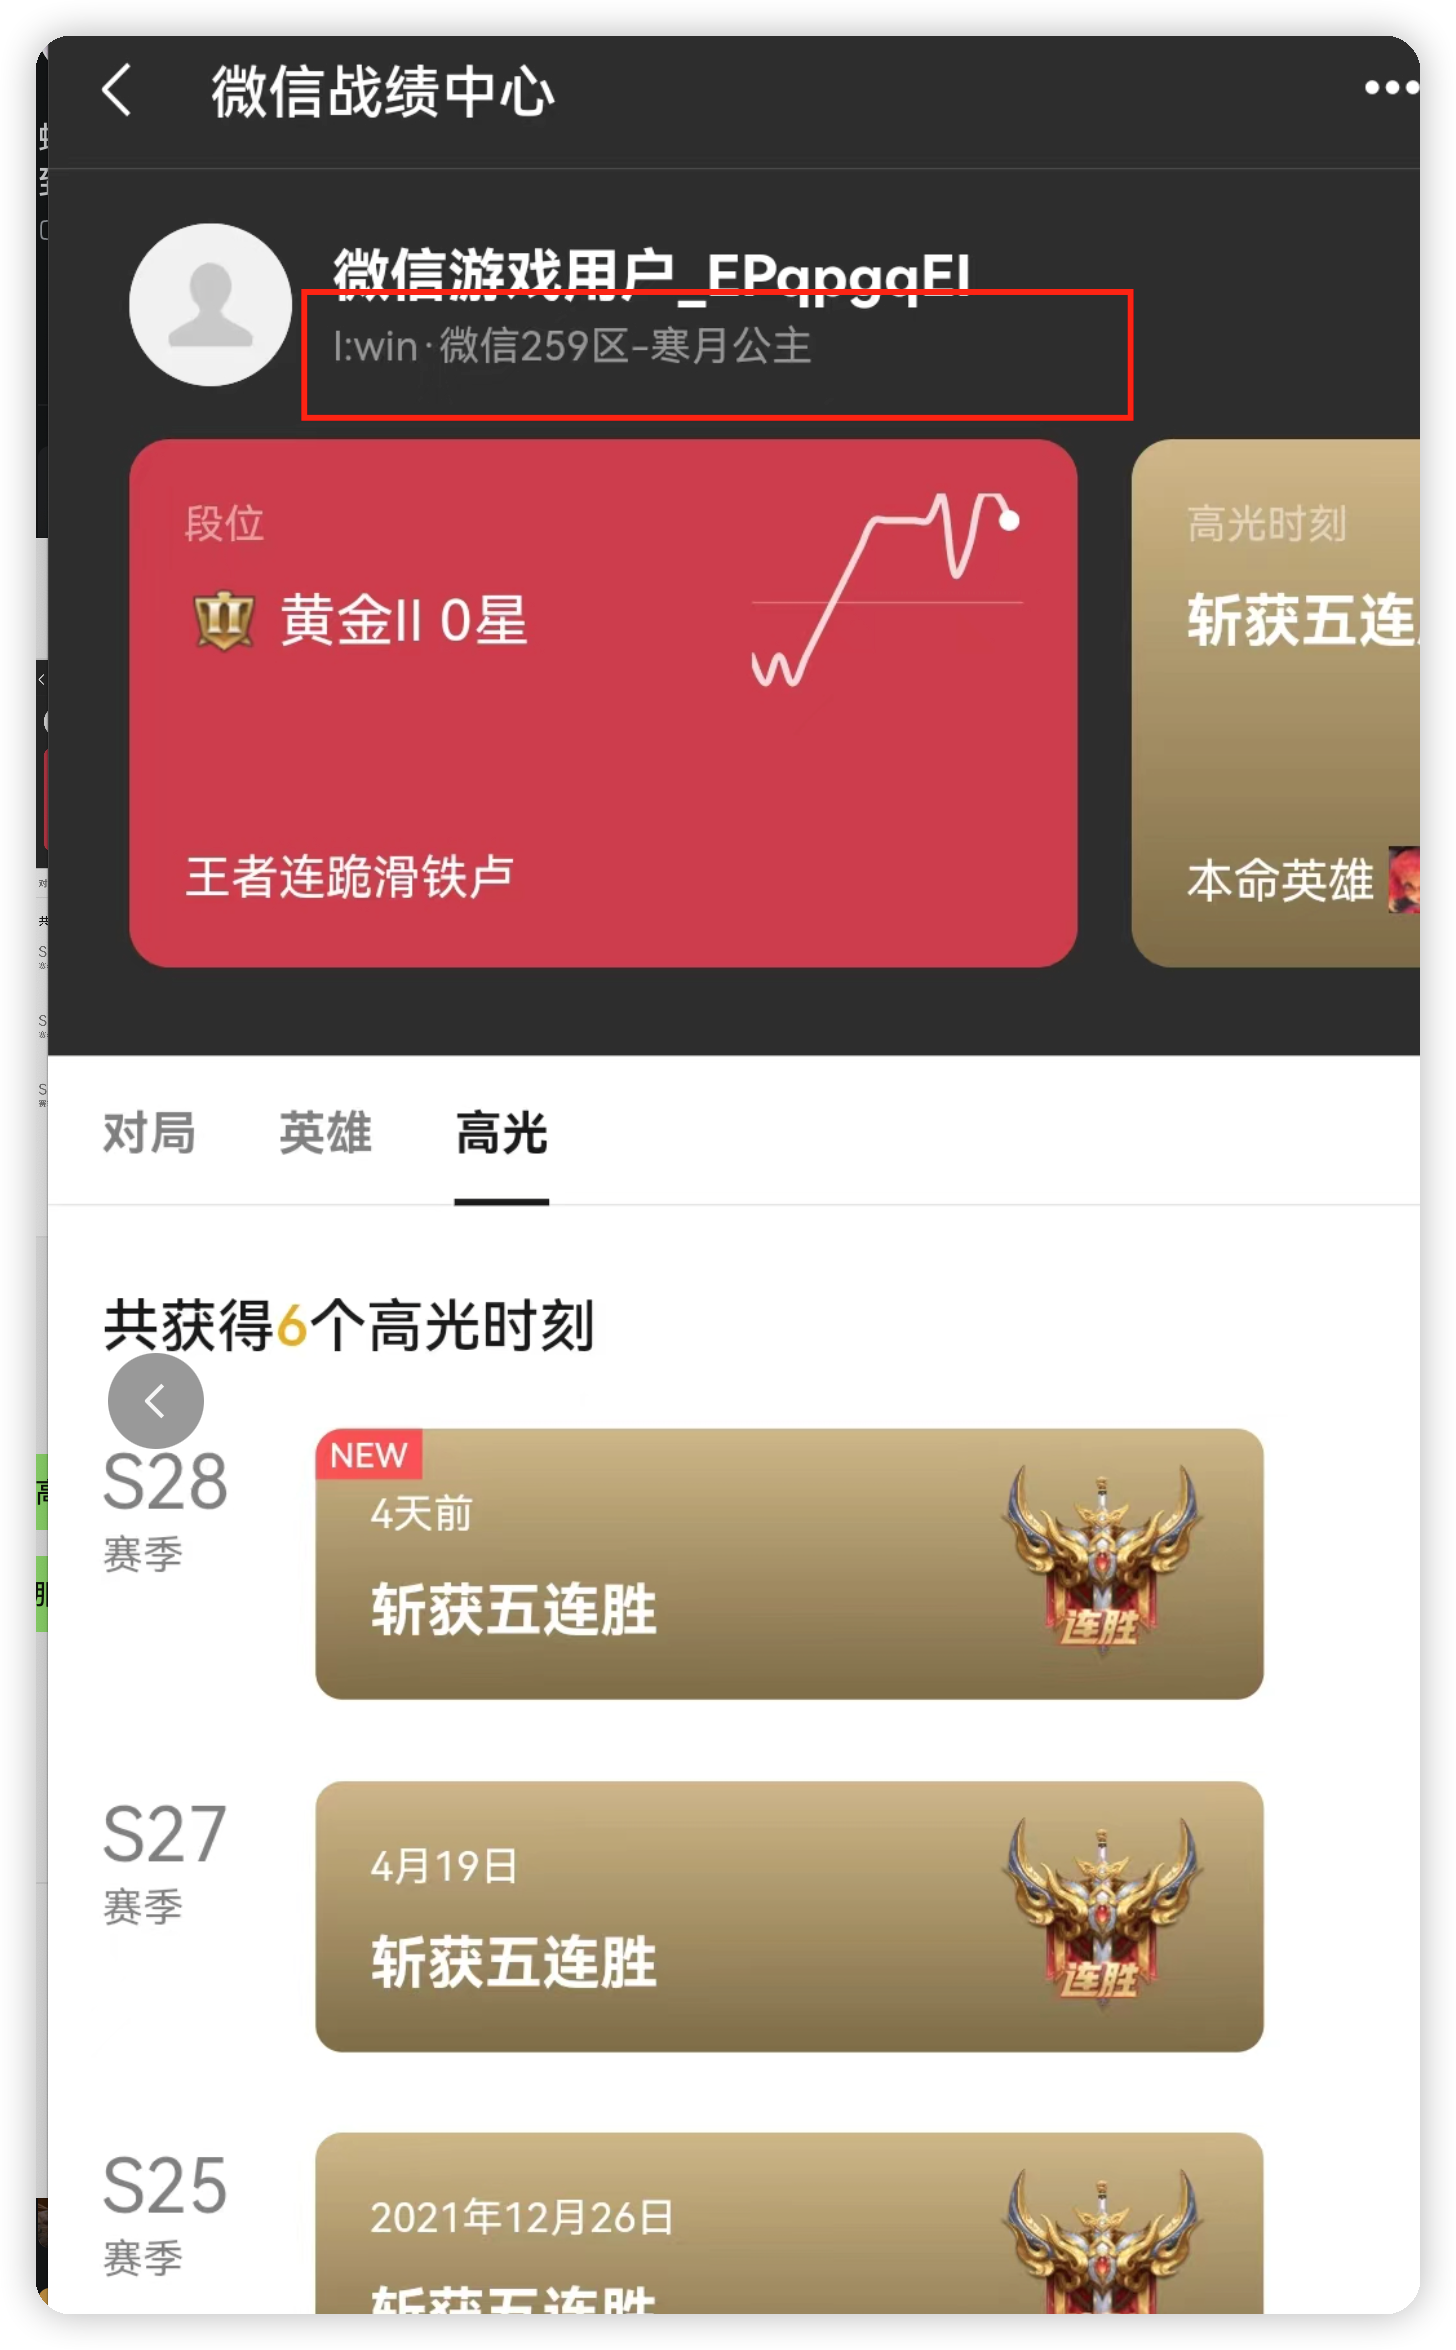 微信战绩中心
微信游戏用户_EPqpgqEI
l:win·微信259区-寒月公主
段位
黄金II 0星
王者连跪滑铁卢
高光时刻
斩获五连
本命英雄
对局
英雄
高光
共获得6个高光时刻
S28
赛季
NEW
4天前
斩获五连胜
连胜
S27
赛季
4月19日
斩获五连胜
连胜
S25
赛季
2021年12月26日
斩获五连胜